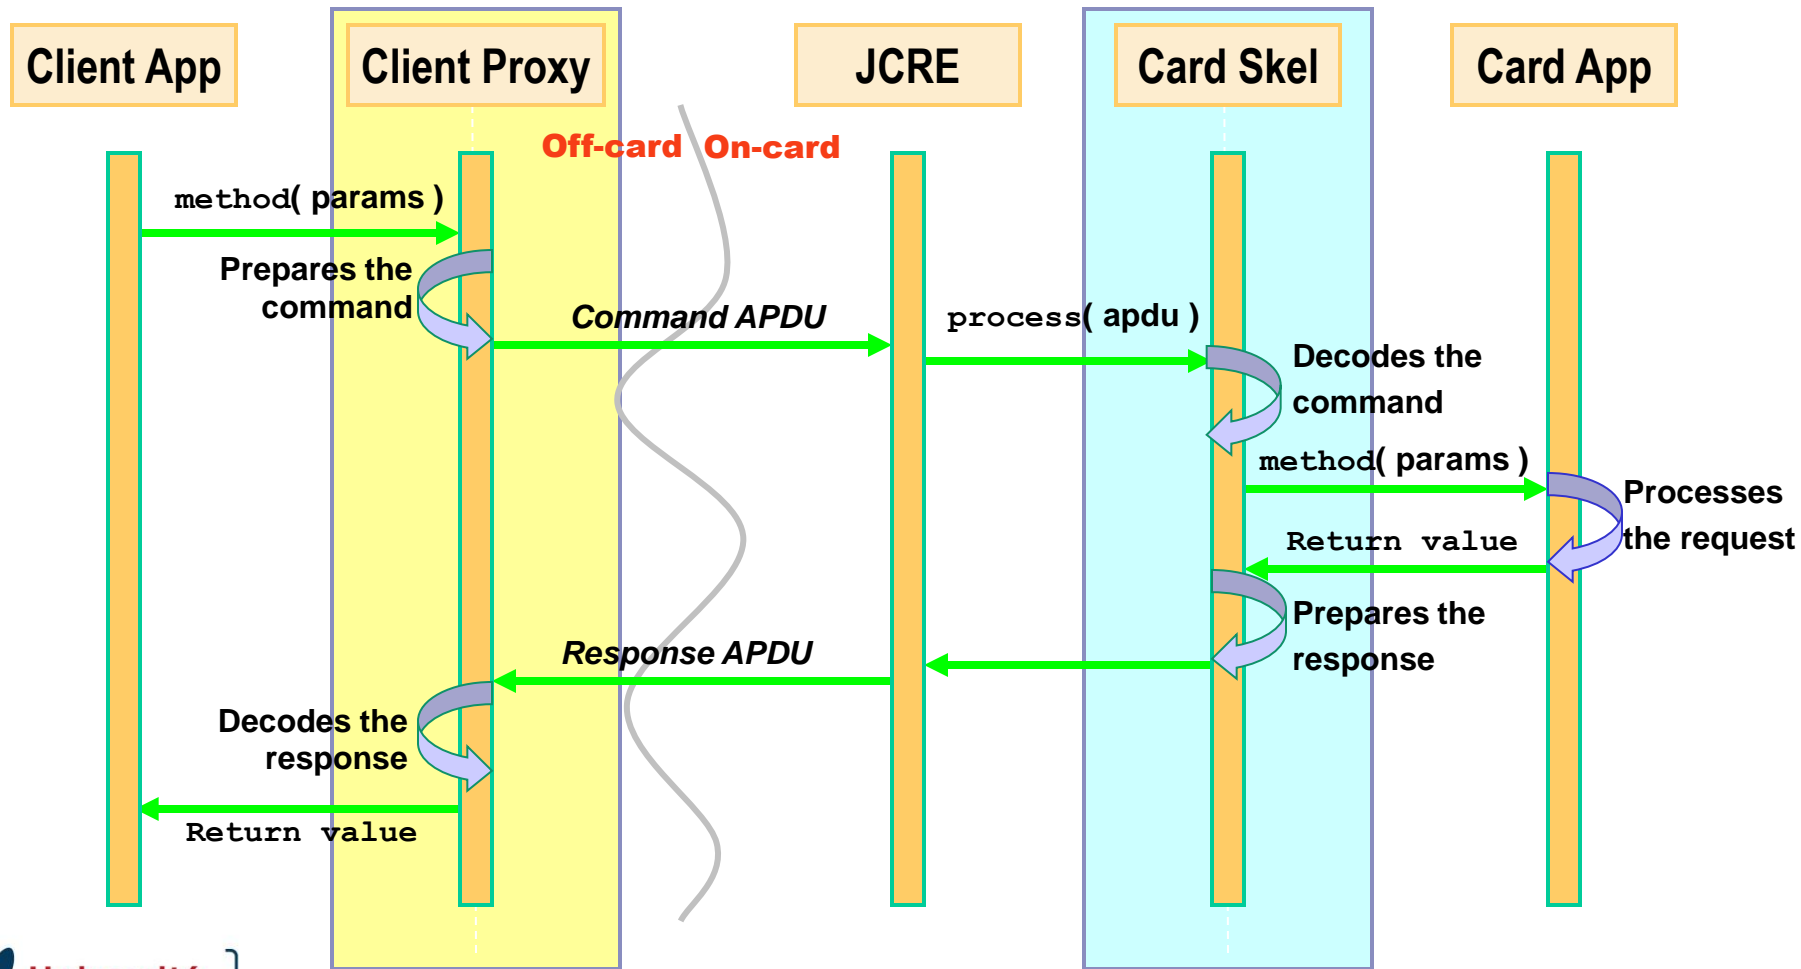 Client App
Client Proxy
JCRE
Card Skel
Card App
Off-card On-card
method( params )
Prepares the
command
Command APDU
process( apdu )
Decodes the
command
method( params )
Processes
the request
Return value
Prepares the
response
Response APDU
Decodes the
response
Return value